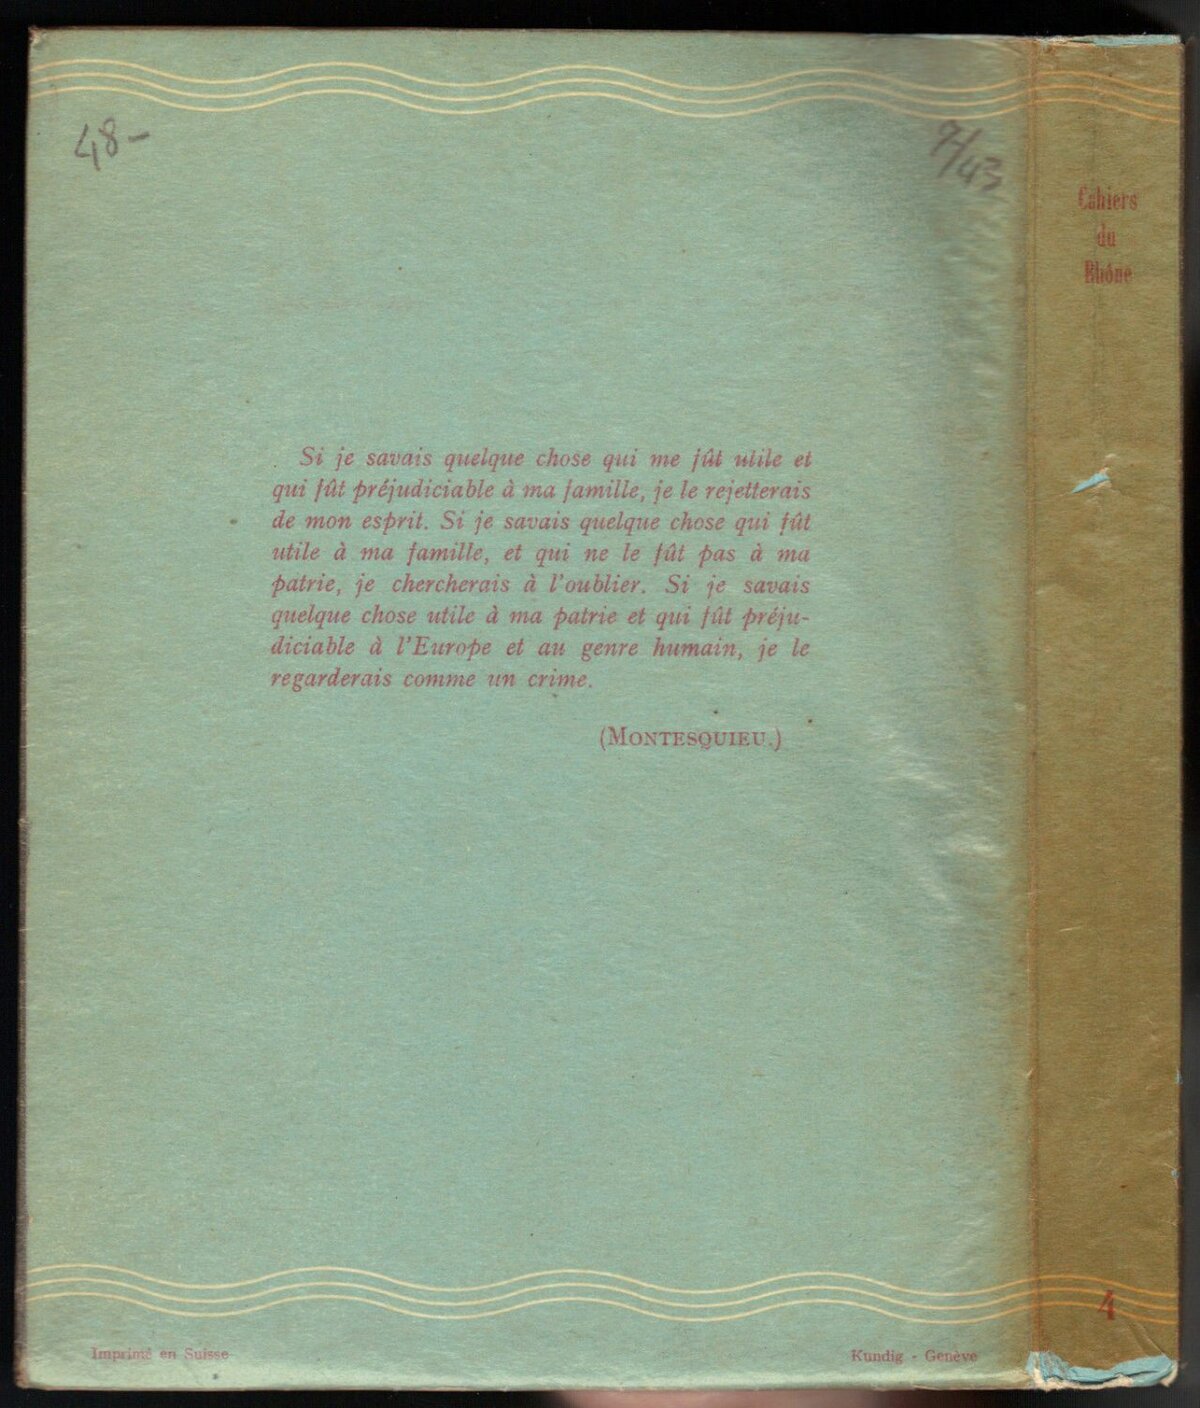 48-
7/43
Cahiers
du
Rhône
Si je savais quelque chose qui me fût utile et
qui fût préjudiciable à ma famille, je le rejetterais
de mon esprit. Si je savais quelque chose qui fût
utile à ma famille, et qui ne le fût pas à ma
patrie, je chercherais à l'oublier. Si je savais
quelque chose utile à ma patrie et qui fût préju-
diciable à l'Europe et au genre humain, je le
regarderais comme un crime.
(MONTESQUIEU.)
4
Imprimé en Suisse
Kundig - Genève